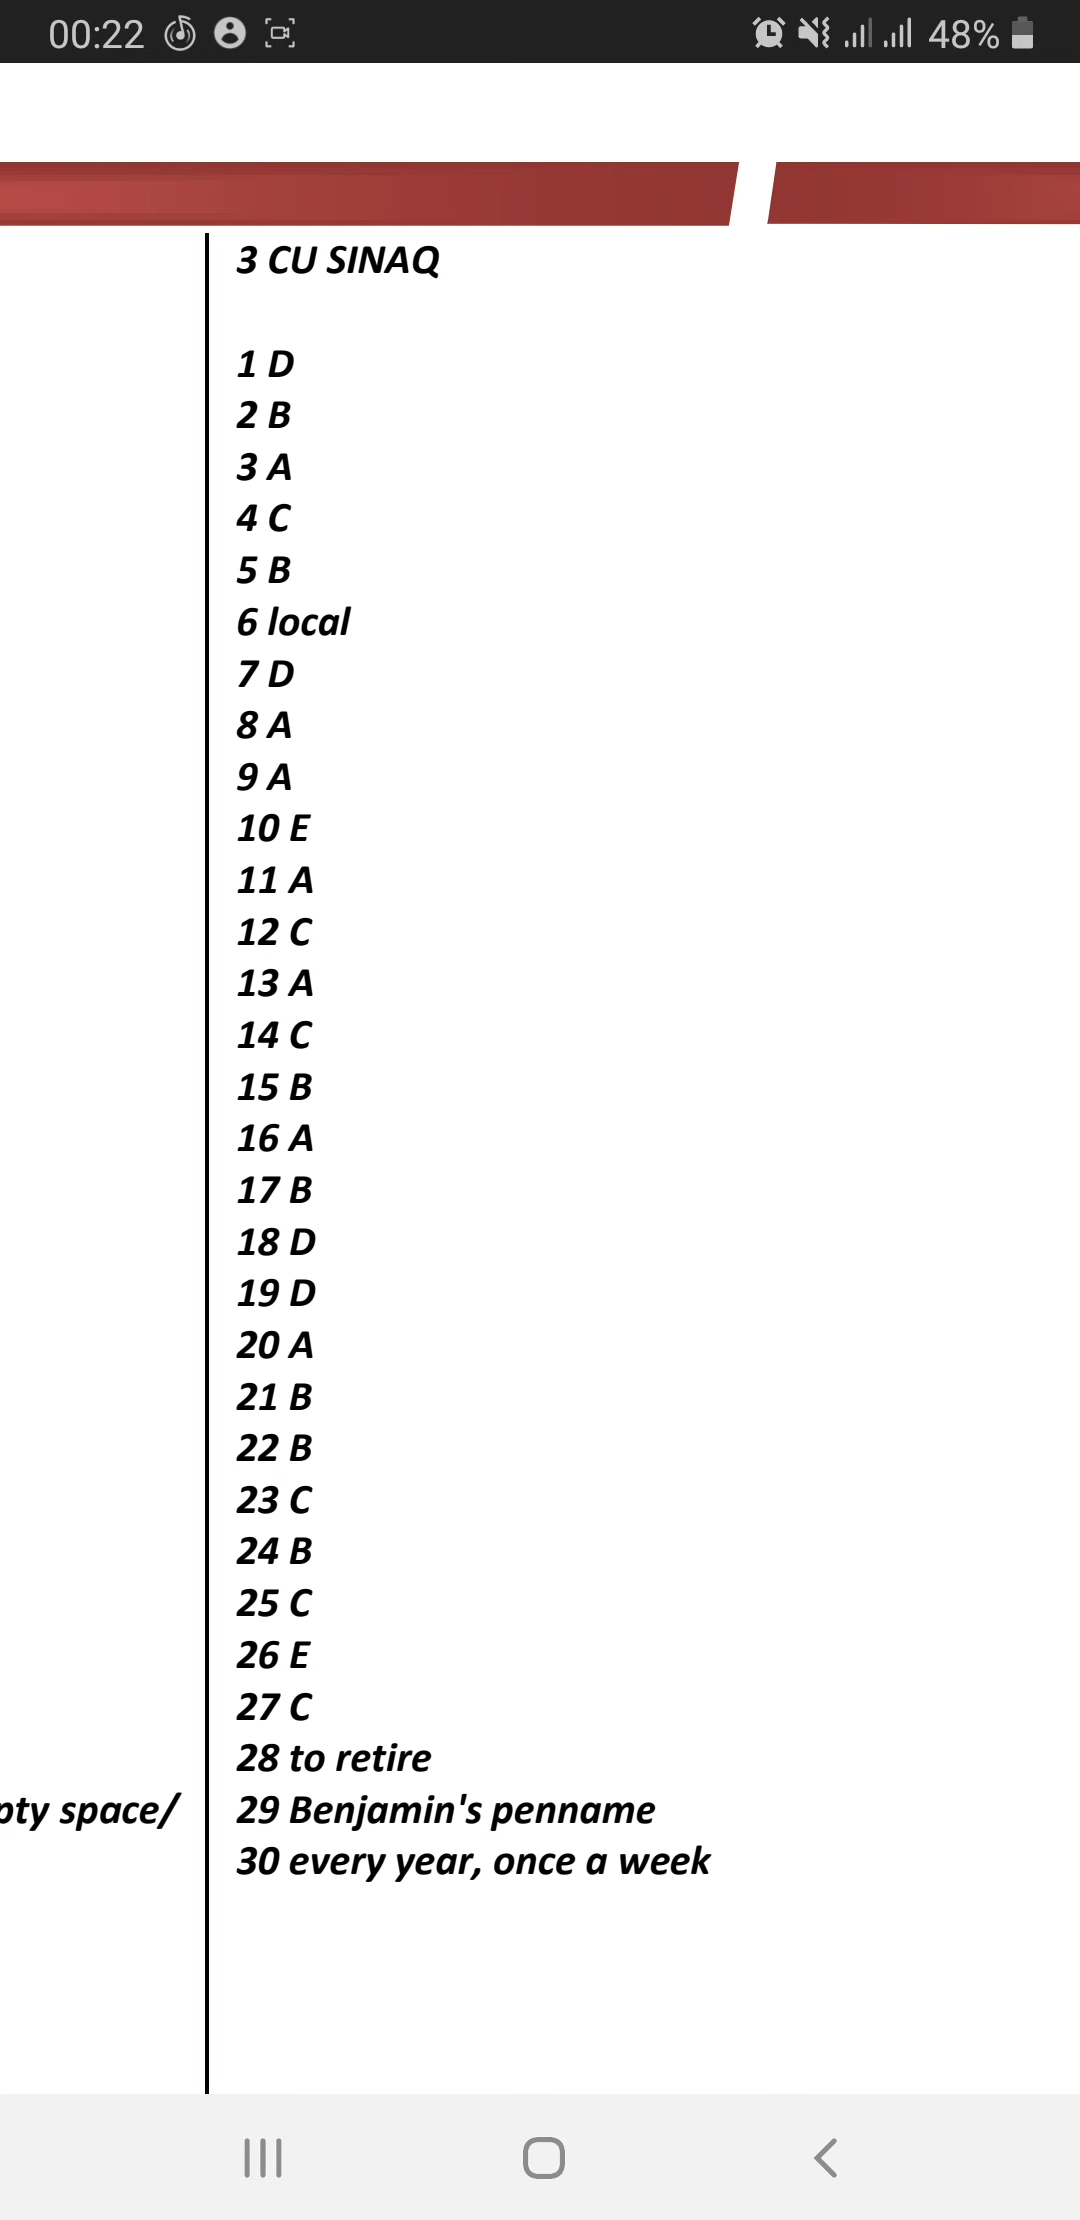 00:22 48%
3 CU SINAQ
1 D
2 B
3 A
4 C
5 B
6 local
7 D
8 A
9 A
10 E
11 A
12 C
13 A
14 C
15 B
16 A
17 B
18 D
19 D
20 A
21 B
22 B
23 C
24 B
25 C
26 E
27 C
28 to retire
space/ 29 Benjamin's penname
30 every year, once a week